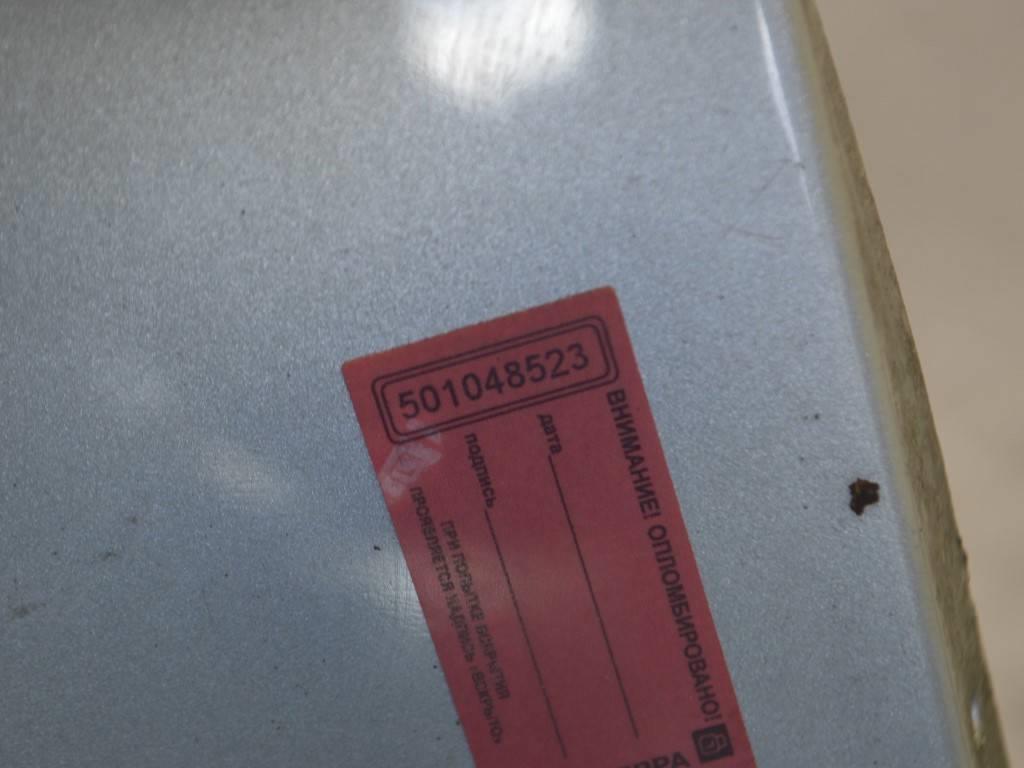 501048523
ВНИМАНИЕ! ОПЛОМБИРОВАНО!
дата
подпись
ПРИ ПОПЫТКЕ ВСКРЫТИЯ
ПРОЯВЛЯЕТСЯ НАДПИСЬ «ВСКРЫТО»